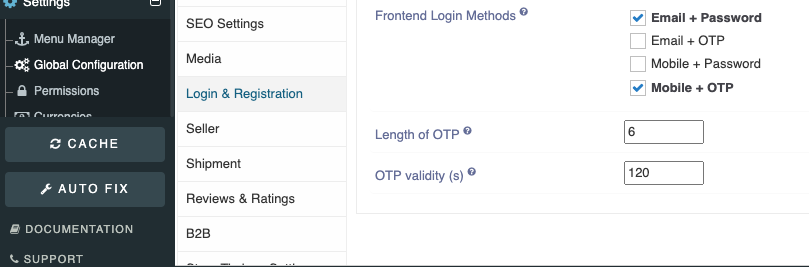 Settings
Menu Manager
Global Configuration
Permissions
Currencies
CACHE
AUTO FIX
DOCUMENTATION
SUPPORT
SEO Settings
Media
Login & Registration
Seller
Shipment
Reviews & Ratings
B2B
Frontend Login Methods
Email + Password
Email + OTP
Mobile + Password
Mobile + OTP
Length of OTP
6
OTP validity (s)
120